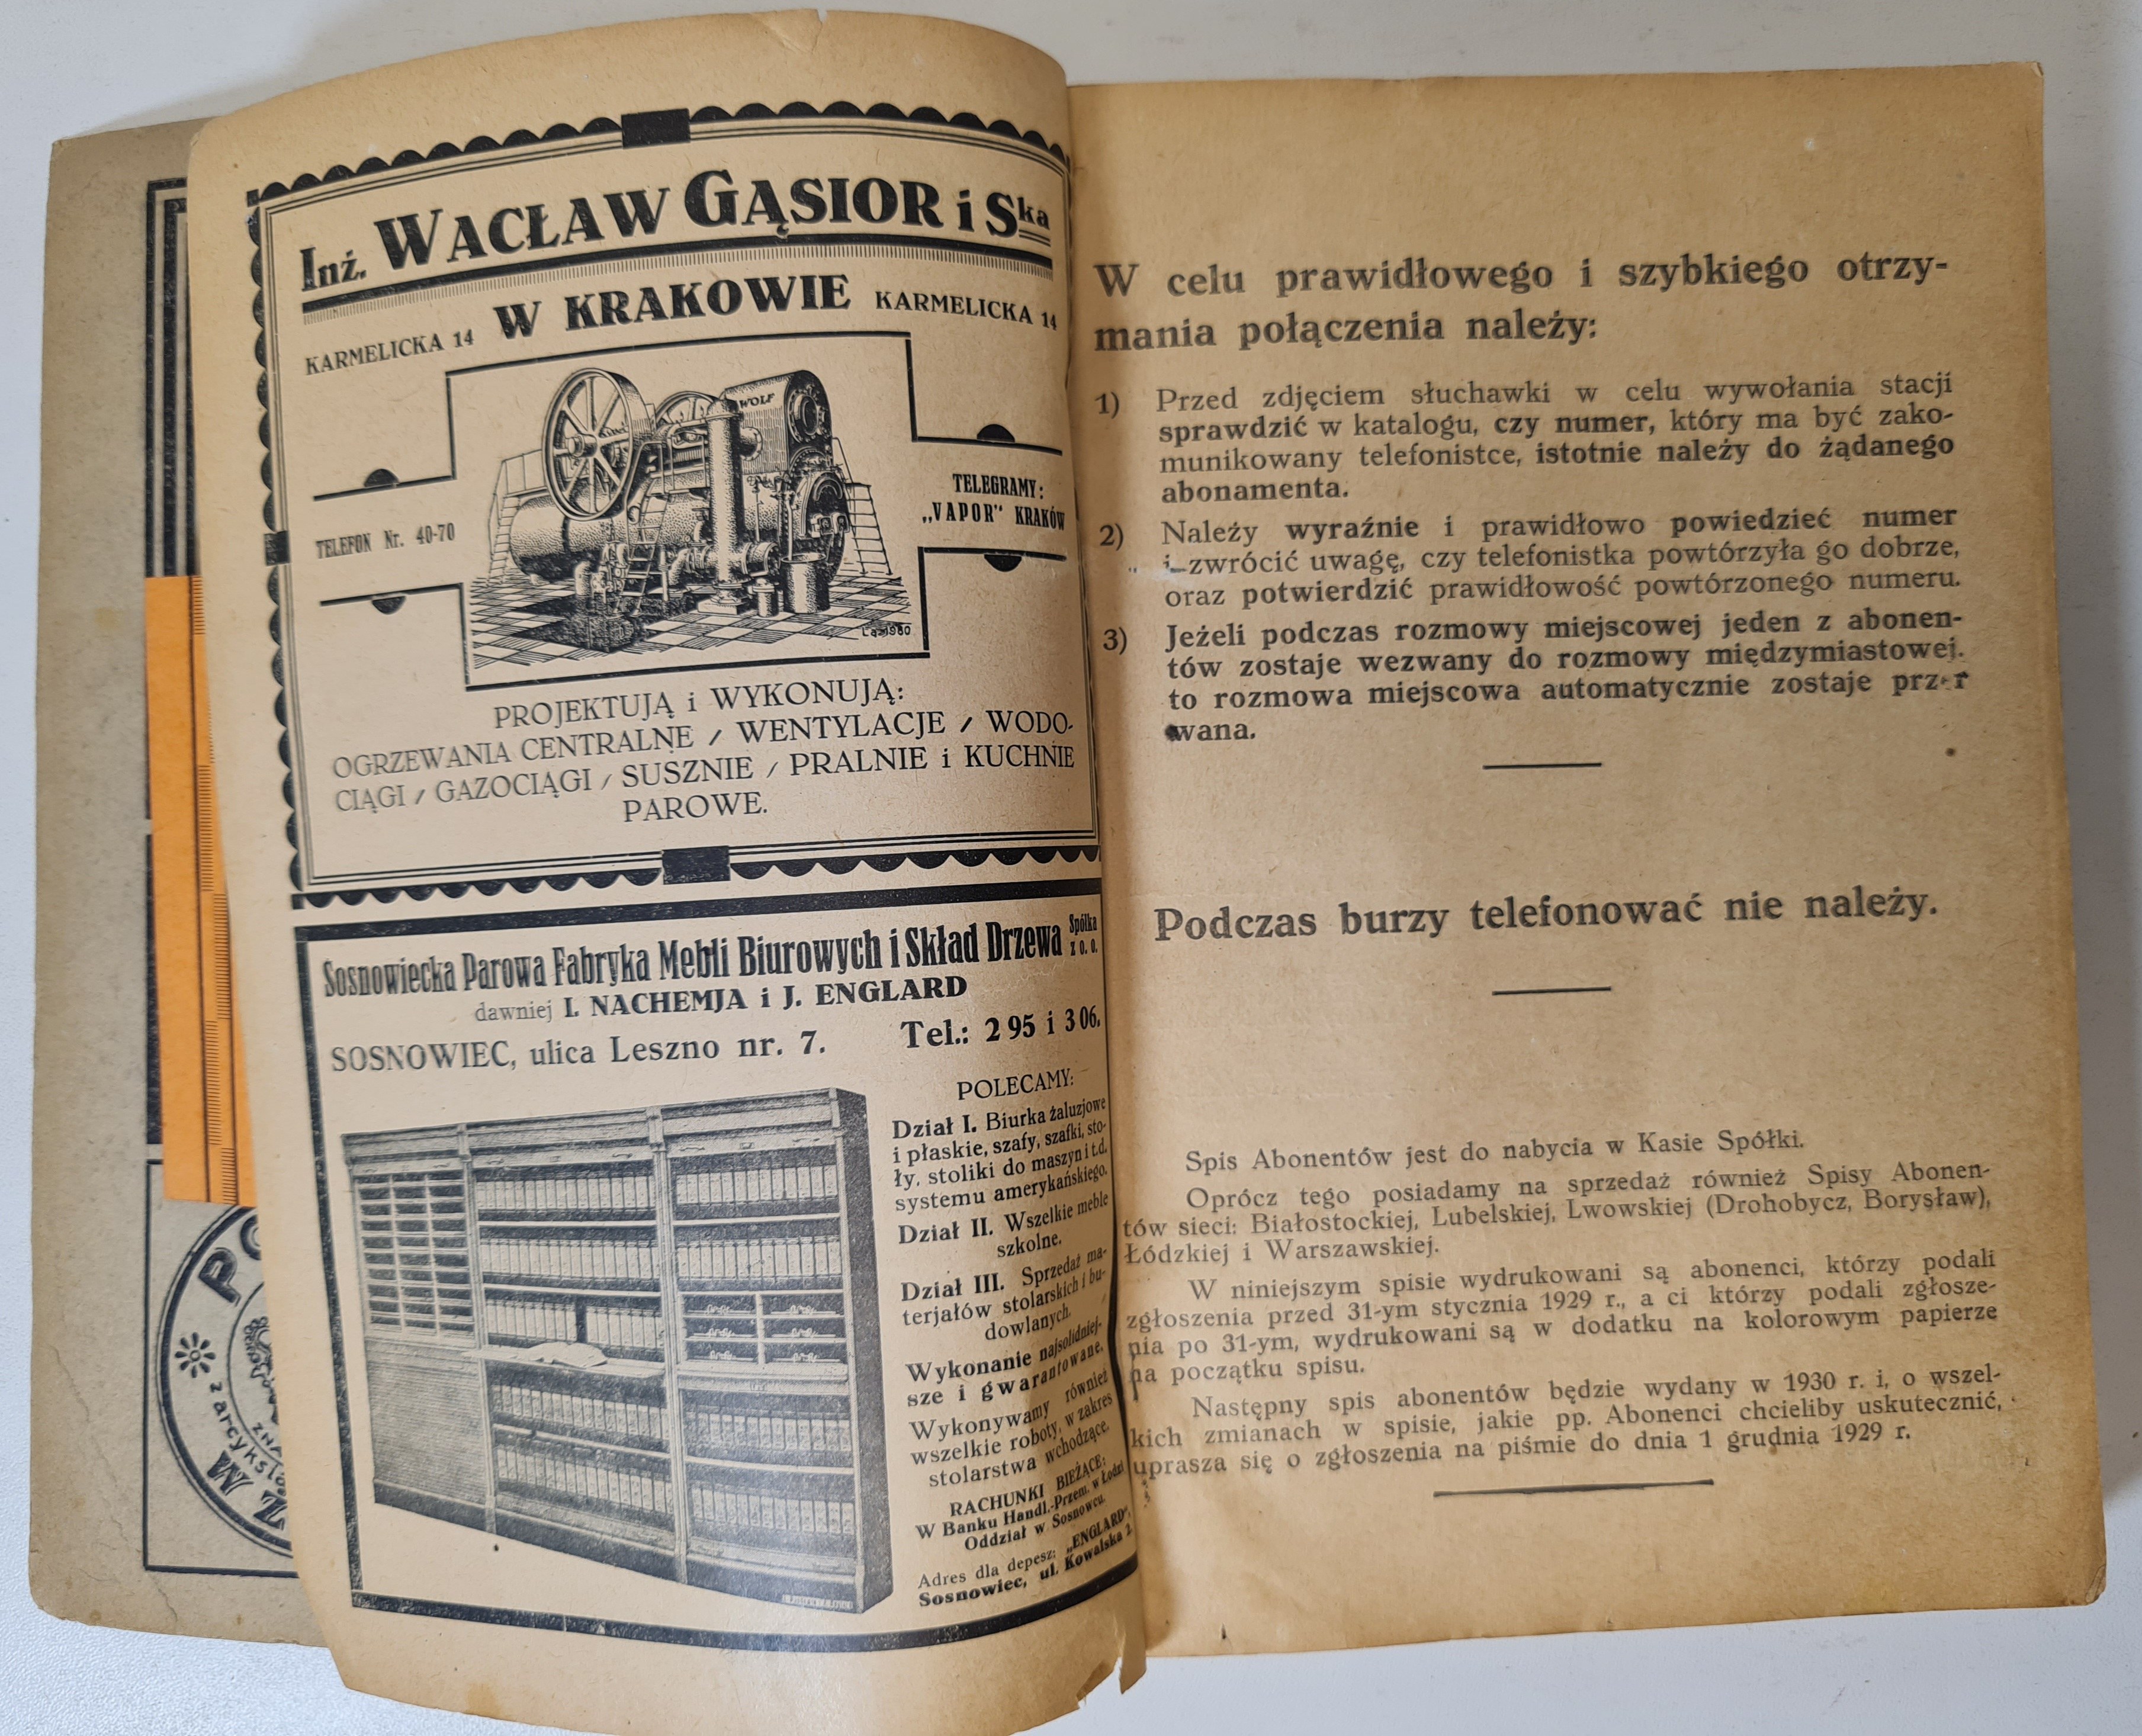 Inż. WACŁAW GĄSIOR i Ska
KARMELICKA 14 W KRAKOWIE KARMELICKA 14
WOLF
TELEFON Nr. 40-70
TELEGRAMY:
„VAPOR" KRAKÓW
PROJEKTUJĄ i WYKONUJĄ:
OGRZEWANIA CENTRALNE / WENTYLACJE / WODO-
CIĄGI / GAZOCIĄGI / SUSZNIE / PRALNIE i KUCHNIE
PAROWE.
Sosnowiecka Parowa Fabryka Mebli Biurowych i Skład Drzewa Spółka z o. o.
dawniej I. NACHEMJA i J. ENGLARD
SOSNOWIEC, ulica Leszno nr. 7. Tel.: 2 95 i 3 06.
POLECAMY:
Dział I. Biurka żaluzjowe
i płaskie, szafy, szafki, sto-
ły, stoliki do maszyn i t.d.
systemu amerykańskiego.
Dział II. Wszelkie meble
szkolne.
Dział III. Sprzedaż ma-
terjałów stolarskich i bu-
dowlanych.
Wykonanie najsolidniej-
sze i gwarantowane.
Wykonywamy również
wszelkie roboty, w zakres
stolarstwa wchodzące.
RACHUNKI BIEŻĄCE:
W Banku Handl.-Przem. w Łodzi
Oddział w Sosnowcu.
Adres dla depesz: „ENGLARD",
Sosnowiec, ul. Kowalska 2.
W celu prawidłowego i szybkiego otrzy-
mania połączenia należy:
1) Przed zdjęciem słuchawki w celu wywołania stacji
sprawdzić w katalogu, czy numer, który ma być zako-
munikowany telefonistce, istotnie należy do żądanego
abonamenta.
2) Należy wyraźnie i prawidłowo powiedzieć numer
i zwrócić uwagę, czy telefonistka powtórzyła go dobrze,
oraz potwierdzić prawidłowość powtórzonego numeru.
3) Jeżeli podczas rozmowy miejscowej jeden z abonen-
tów zostaje wezwany do rozmowy międzymiastowej.
to rozmowa miejscowa automatycznie zostaje przer
wana.
Podczas burzy telefonować nie należy.
Spis Abonentów jest do nabycia w Kasie Spółki.
Oprócz tego posiadamy na sprzedaż również Spisy Abonen-
tów sieci: Białostockiej, Lubelskiej, Lwowskiej (Drohobycz, Borysław),
Łódzkiej i Warszawskiej.
W niniejszym spisie wydrukowani są abonenci, którzy podali
zgłoszenia przed 31-ym stycznia 1929 r., a ci którzy podali zgłosze-
nia po 31-ym, wydrukowani są w dodatku na kolorowym papierze
na początku spisu.
Następny spis abonentów będzie wydany w 1930 r. i, o wszel-
kich zmianach w spisie, jakie pp. Abonenci chcieliby uskutecznić,
uprasza się o zgłoszenia na piśmie do dnia 1 grudnia 1929 r.